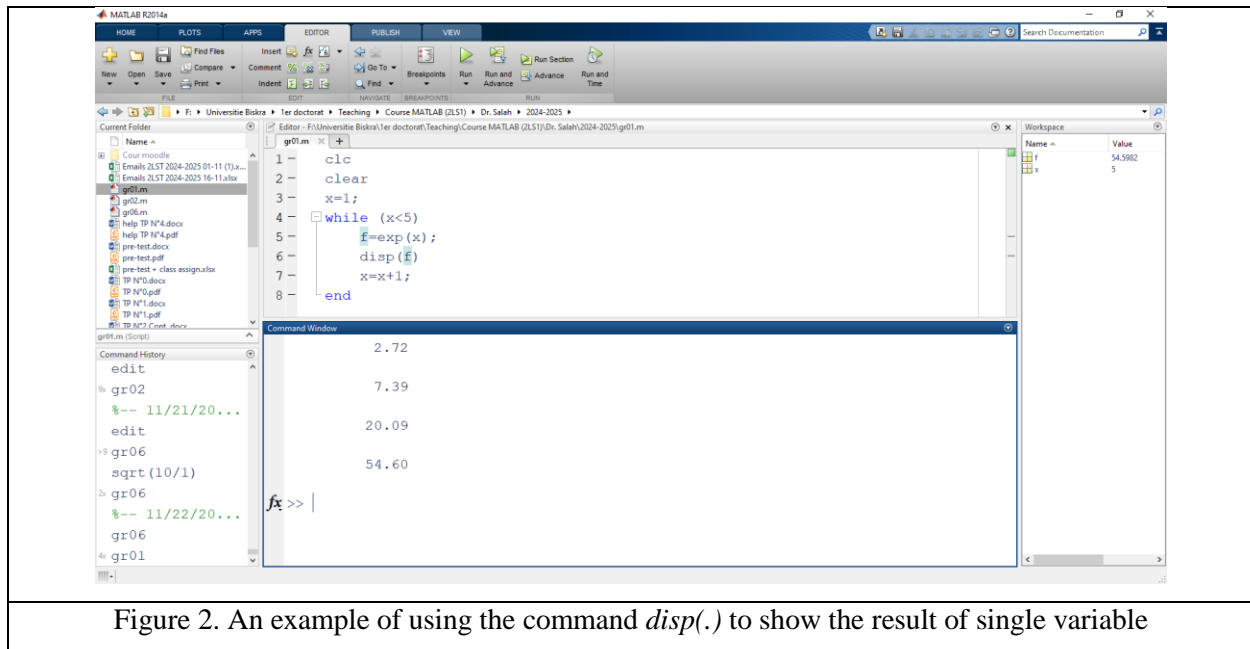 MATLAB R2014a
HOME PLOTS APPS EDITOR PUBLISH VIEW
Search Documentation
New Open Save Find Files Compare Print
Insert fx
Comment
Indent
Go To
Find
Breakpoints
Run
Run and Advance
Run Section
Advance
Run and Time
FILE EDIT NAVIGATE BREAKPOINTS RUN
F: Universitie Biskra 1er doctorat Teaching Course MATLAB (2LS1) Dr. Salah 2024-2025
Current Folder
Name
Cour moodle
Emails 2LST 2024-2025 01-11 (1).x...
Emails 2LST 2024-2025 16-11.xlsx
gr01.m
gr02.m
gr06.m
help TP N°4.docx
help TP N°4.pdf
pre-test.docx
pre-test.pdf
pre-test + class assign.xlsx
TP N°0.docx
TP N°0.pdf
TP N°1.docx
TP N°1.pdf
TP N°2 Cont .docx
gr01.m (Script)
Command History
edit
9x gr02
%-- 11/21/20...
edit
>9 gr06
sqrt(10/1)
2x gr06
%-- 11/22/20...
gr06
4x gr01
Editor - F:\Universitie Biskra\1er doctorat\Teaching\Course MATLAB (2LS1)\Dr. Salah\2024-2025\gr01.m
gr01.m
1 – clc
2 – clear
3 – x=1;
4 – while (x<5)
5 – f=exp(x);
6 – disp(f)
7 – x=x+1;
8 – end
Command Window
2.72
7.39
20.09
54.60
fx >>
Workspace
Name Value
f 54.5982
x 5
Figure 2. An example of using the command disp(.) to show the result of single variable